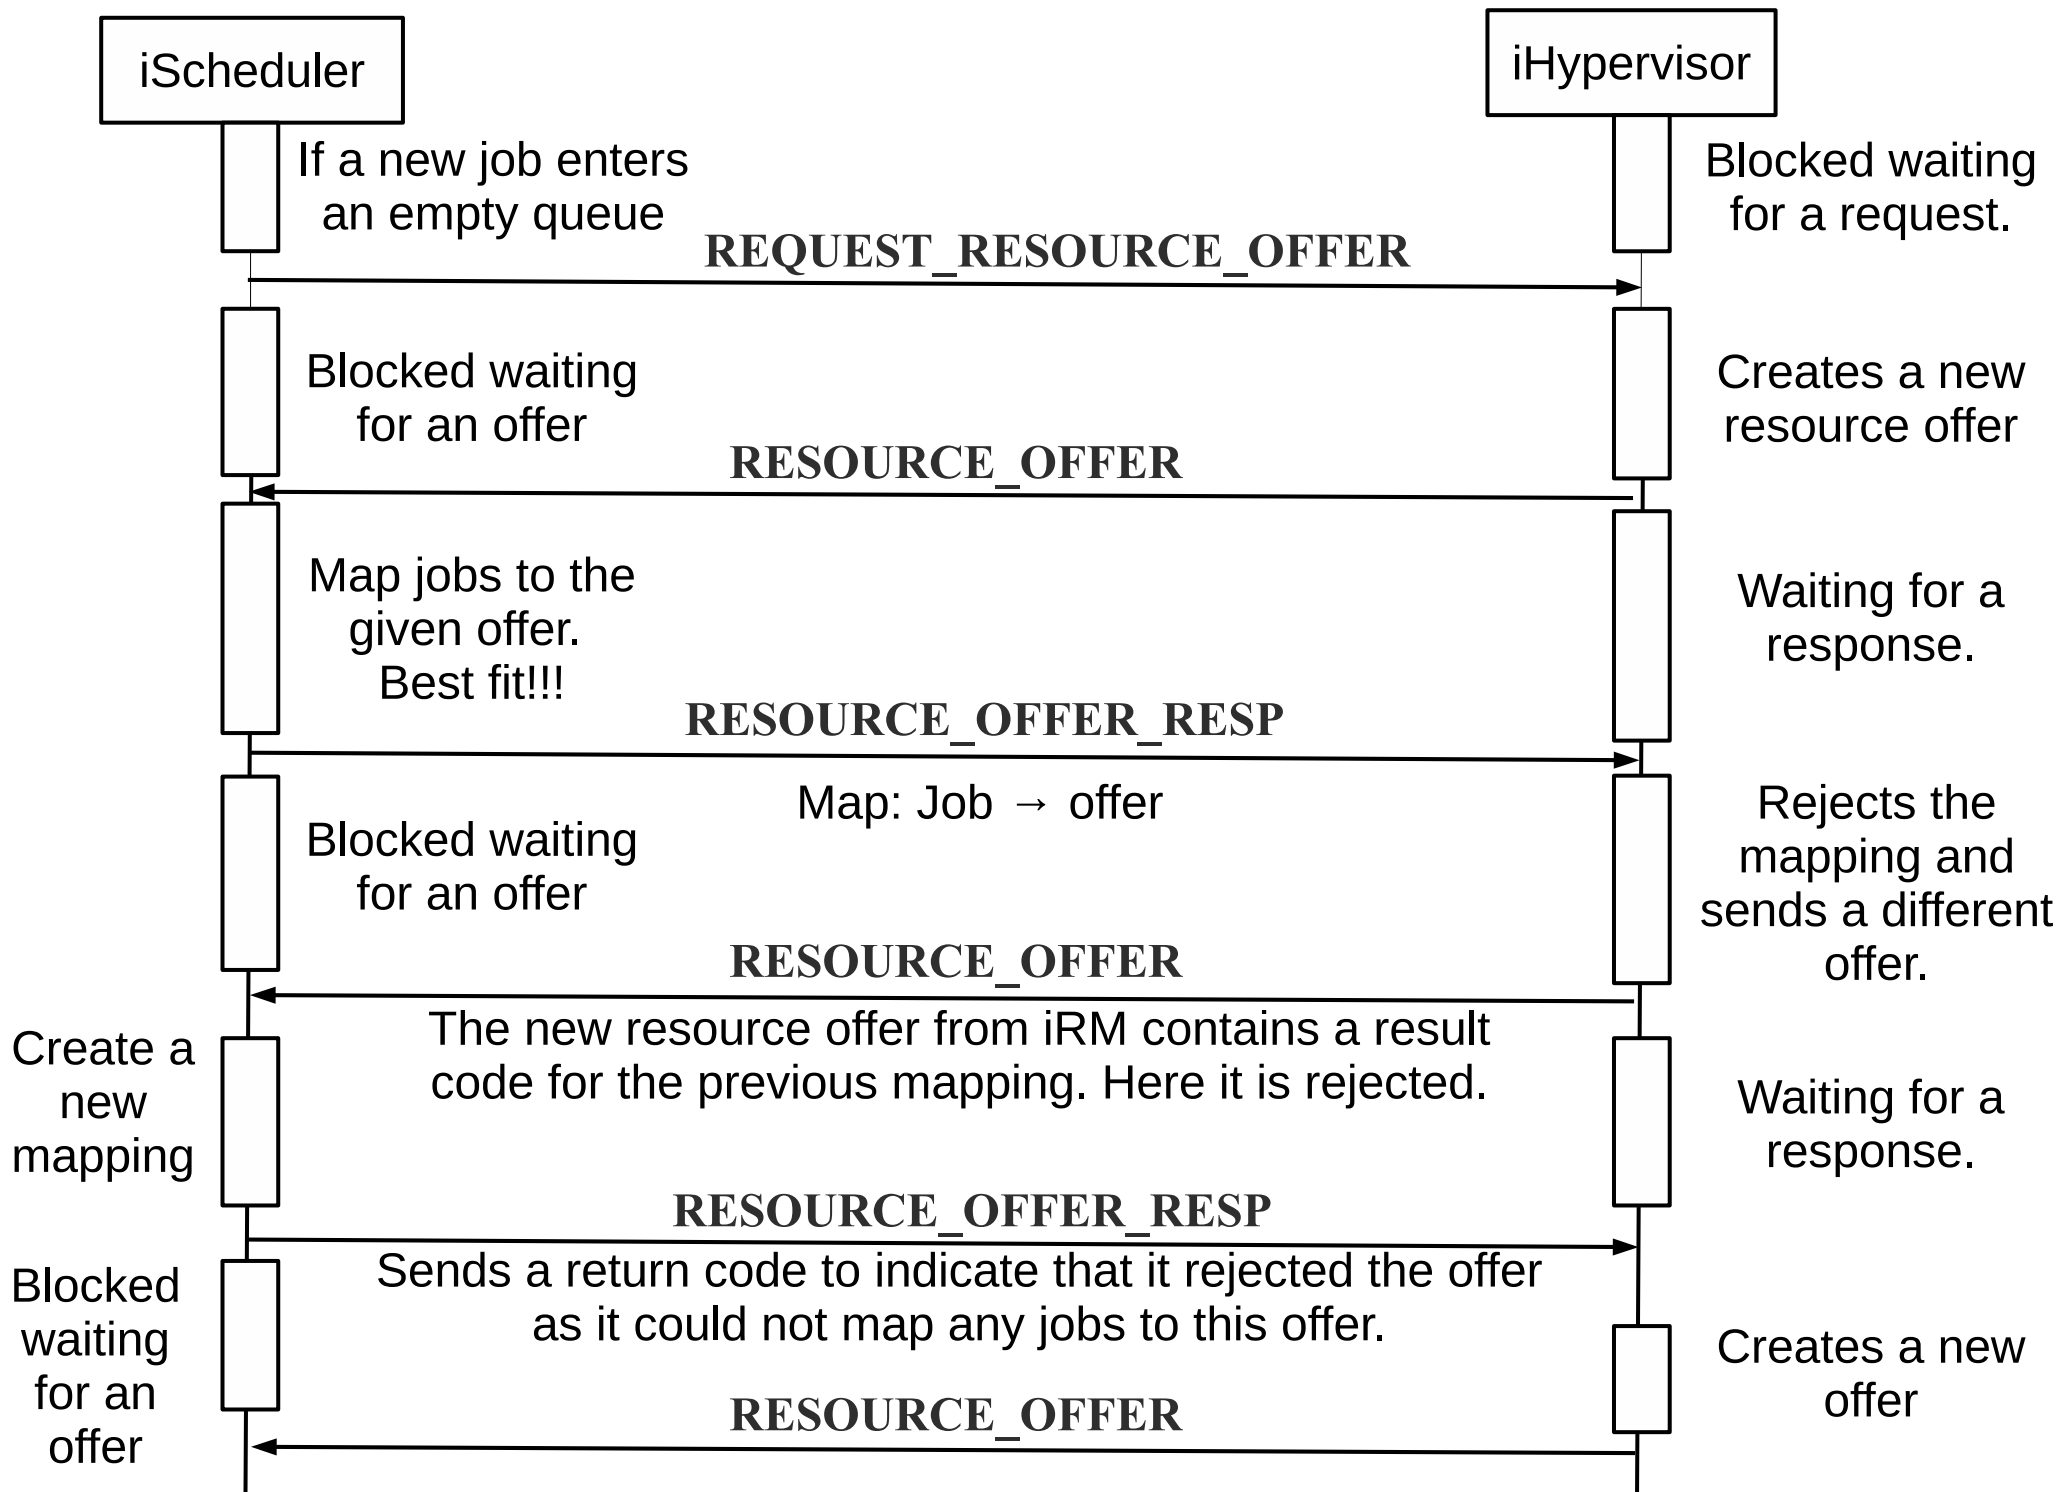 iScheduler
iHypervisor
If a new job enters
an empty queue
Blocked waiting
for a request.
REQUEST_RESOURCE_OFFER
Blocked waiting
for an offer
Creates a new
resource offer
RESOURCE_OFFER
Map jobs to the
given offer.
Best fit!!!
Waiting for a
response.
RESOURCE_OFFER_RESP
Map: Job → offer
Blocked waiting
for an offer
Rejects the
mapping and
sends a different
offer.
RESOURCE_OFFER
The new resource offer from iRM contains a result
code for the previous mapping. Here it is rejected.
Create a
new
mapping
Waiting for a
response.
RESOURCE_OFFER_RESP
Sends a return code to indicate that it rejected the offer
as it could not map any jobs to this offer.
Blocked
waiting
for an
offer
Creates a new
offer
RESOURCE_OFFER